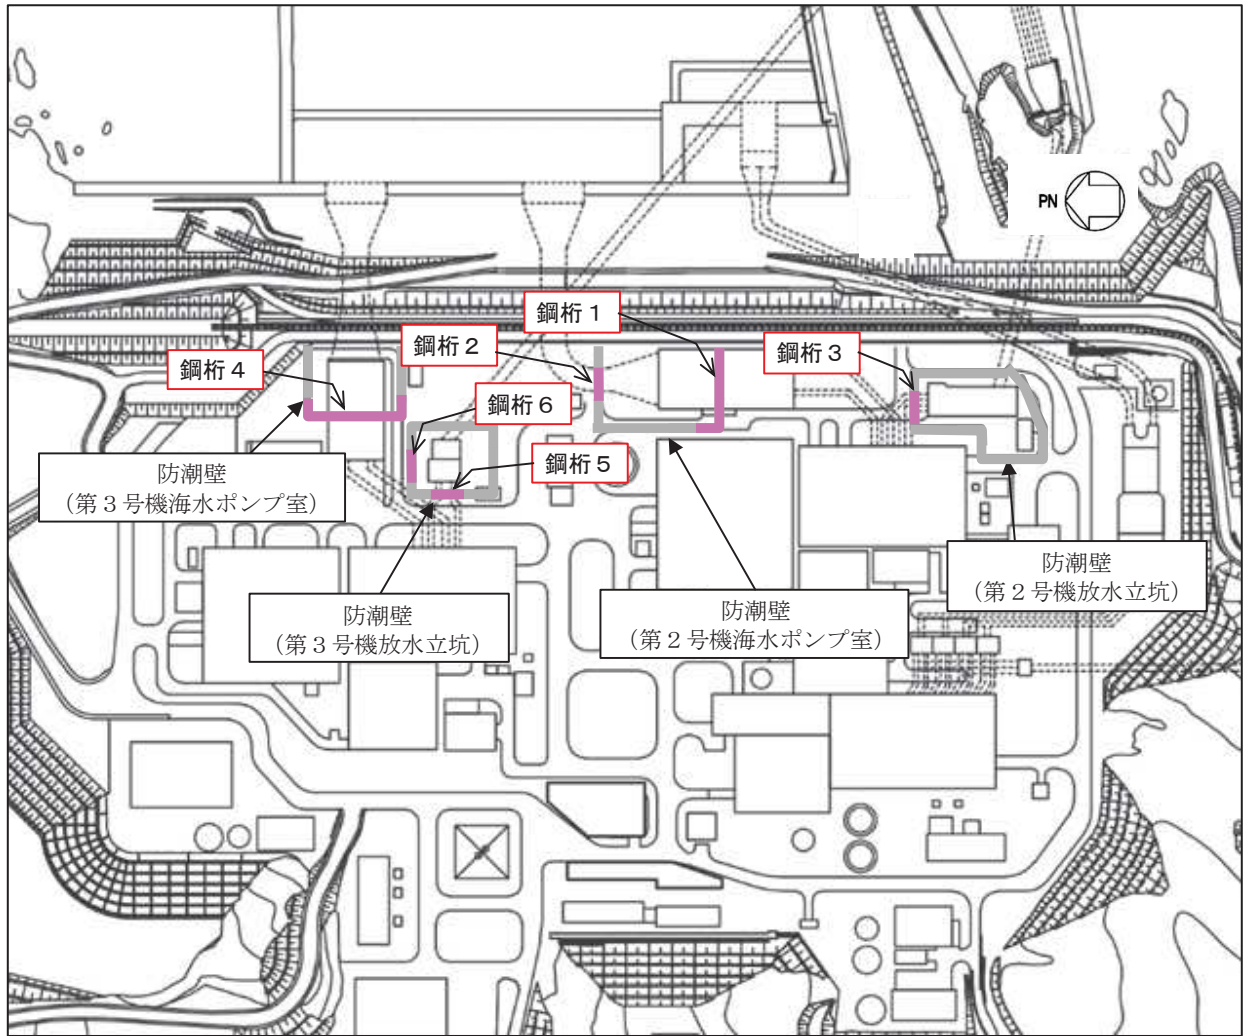 PN
鋼桁１
鋼桁２
鋼桁３
鋼桁４
鋼桁６
鋼桁５
防潮壁
（第３号機海水ポンプ室）
防潮壁
（第２号機放水立坑）
防潮壁
（第３号機放水立坑）
防潮壁
（第２号機海水ポンプ室）